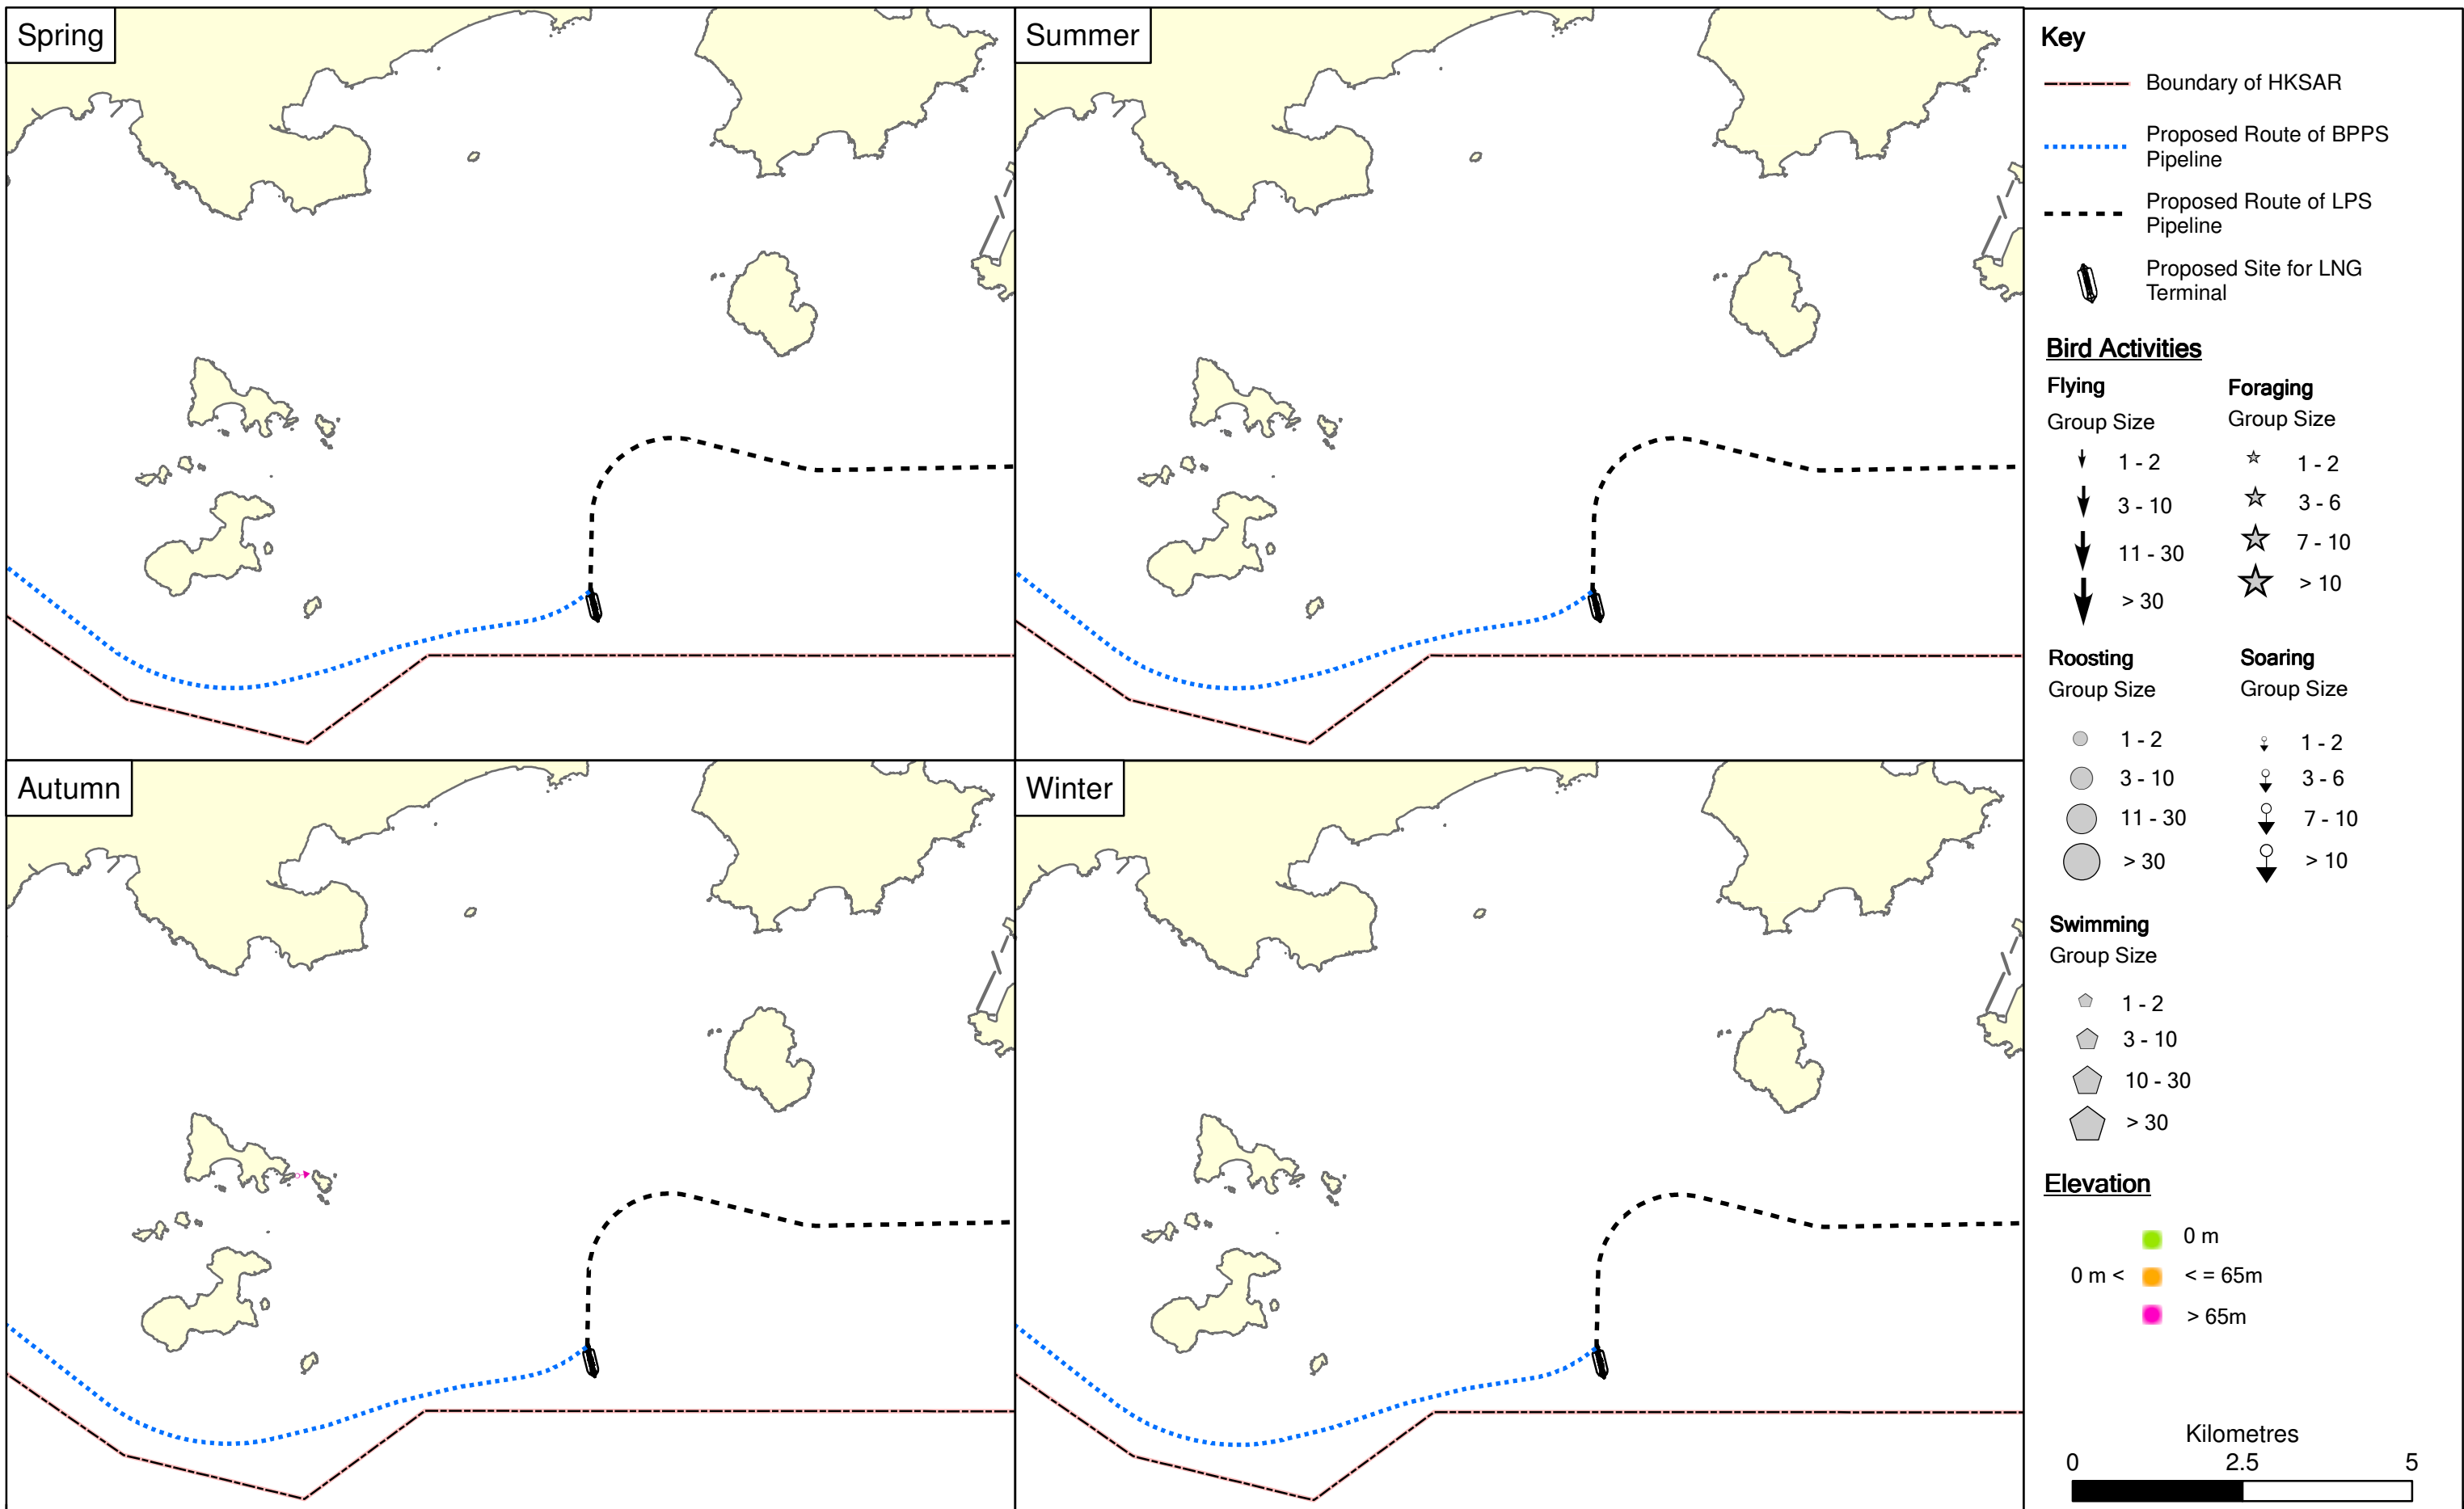 Spring
Summer
Autumn
Winter
Key
Boundary of HKSAR
Proposed Route of BPPS
Pipeline
Proposed Route of LPS
Pipeline
Proposed Site for LNG
Terminal
Bird Activities
Flying
Group Size
1 - 2
3 - 10
11 - 30
> 30
Foraging
Group Size
1 - 2
3 - 6
7 - 10
> 10
Roosting
Group Size
1 - 2
3 - 10
11 - 30
> 30
Soaring
Group Size
1 - 2
3 - 6
7 - 10
> 10
Swimming
Group Size
1 - 2
3 - 10
10 - 30
> 30
Elevation
0 m
0 m < < = 65m
> 65m
Kilometres
0 2.5 5